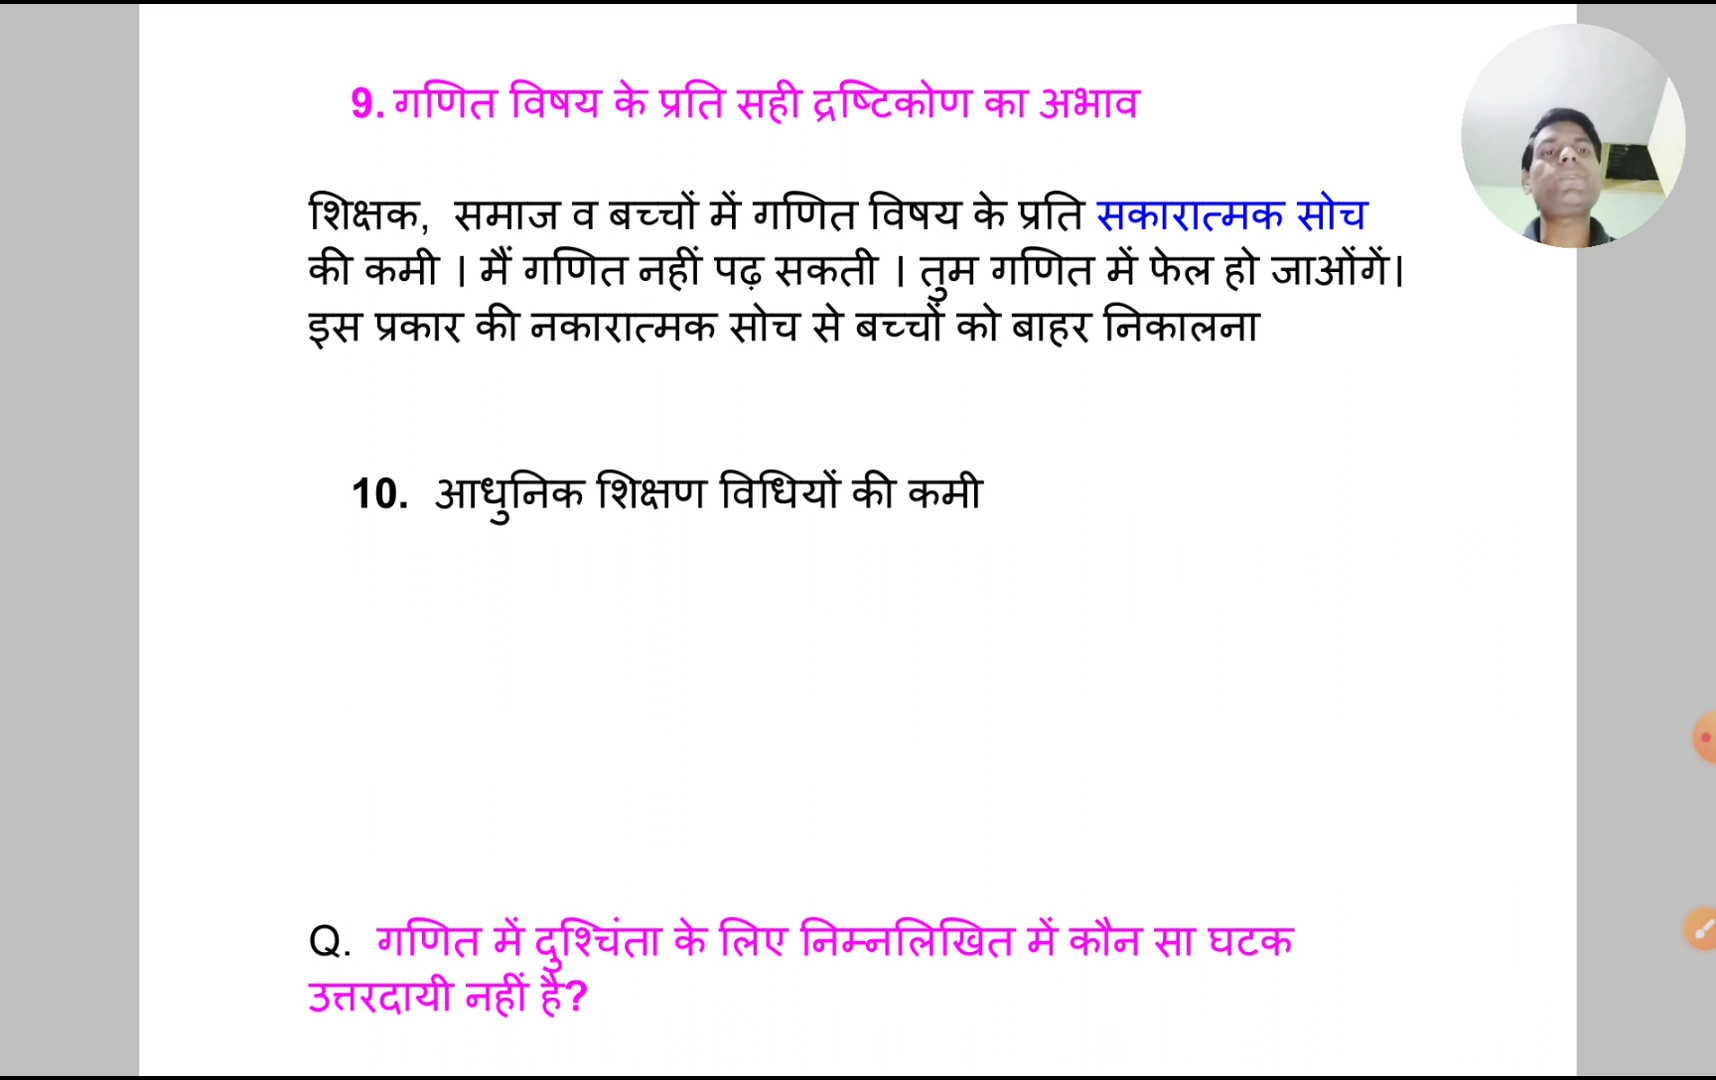 9. गणित विषय के प्रति सही द्रष्टिकोण का अभाव
शिक्षक, समाज व बच्चों में गणित विषय के प्रति सकारात्मक सोच
की कमी । मैं गणित नहीं पढ़ सकती । तुम गणित में फेल हो जाओंगें।
इस प्रकार की नकारात्मक सोच से बच्चों को बाहर निकालना
10. आधुनिक शिक्षण विधियों की कमी
Q. गणित में दुश्चिंता के लिए निम्नलिखित में कौन सा घटक
उत्तरदायी नहीं है?